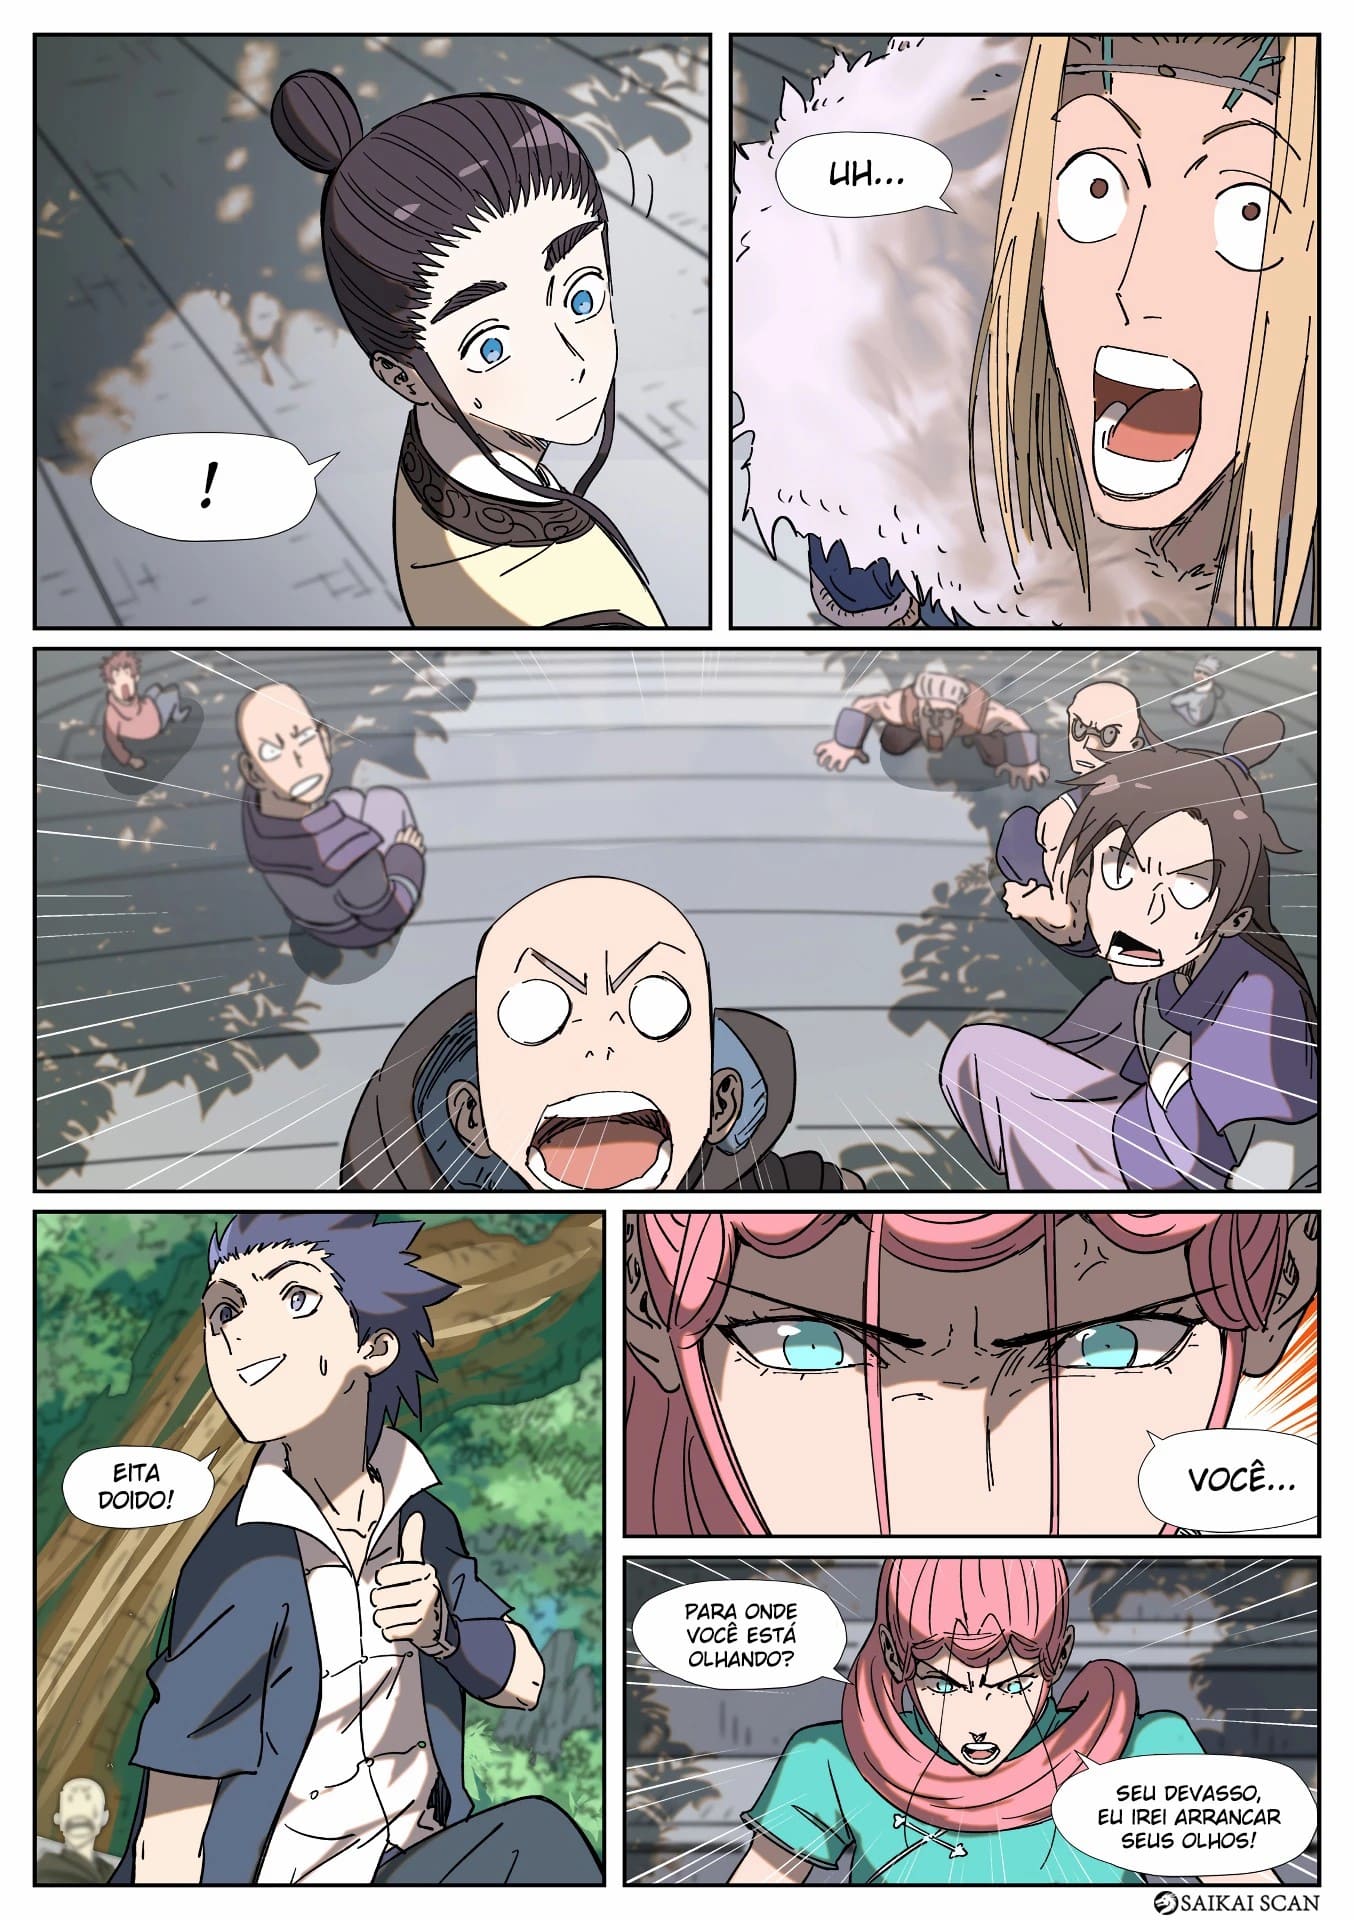 !
UH...
EITA
DOIDO!
VOCÊ...
PARA ONDE
VOCÊ ESTÁ
OLHANDO?
SEU DEVASSO,
EU IREI ARRANCAR
SEUS OLHOS!
SAIKAI SCAN